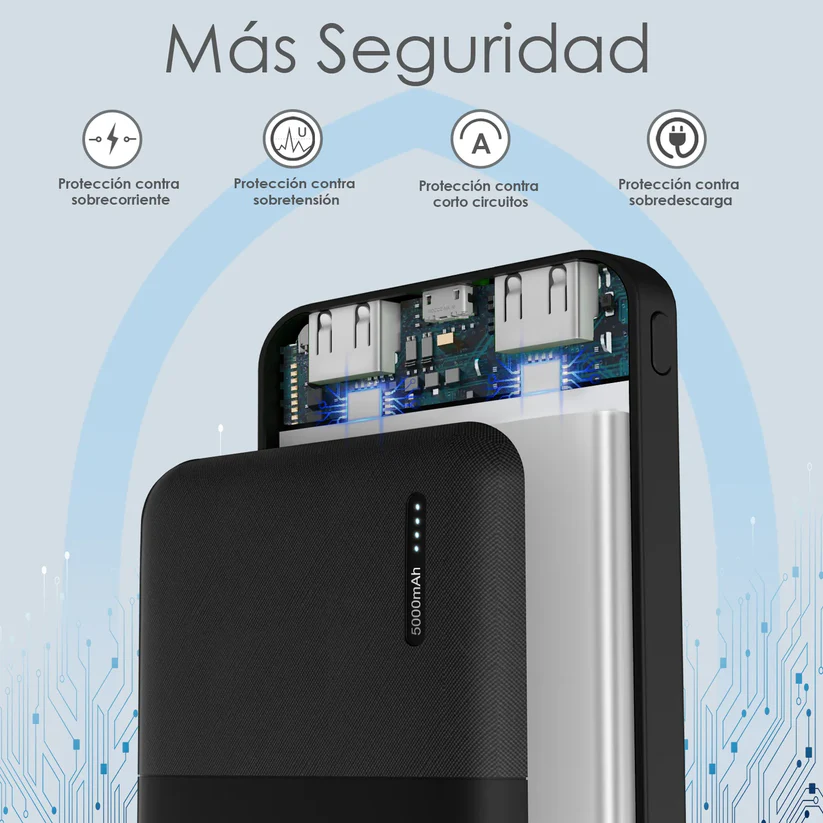 Más Seguridad
U
A
Protección contra
sobrecorriente
Protección contra
sobretensión
Protección contra
corto circuitos
Protección contra
sobredescarga
5000mAh